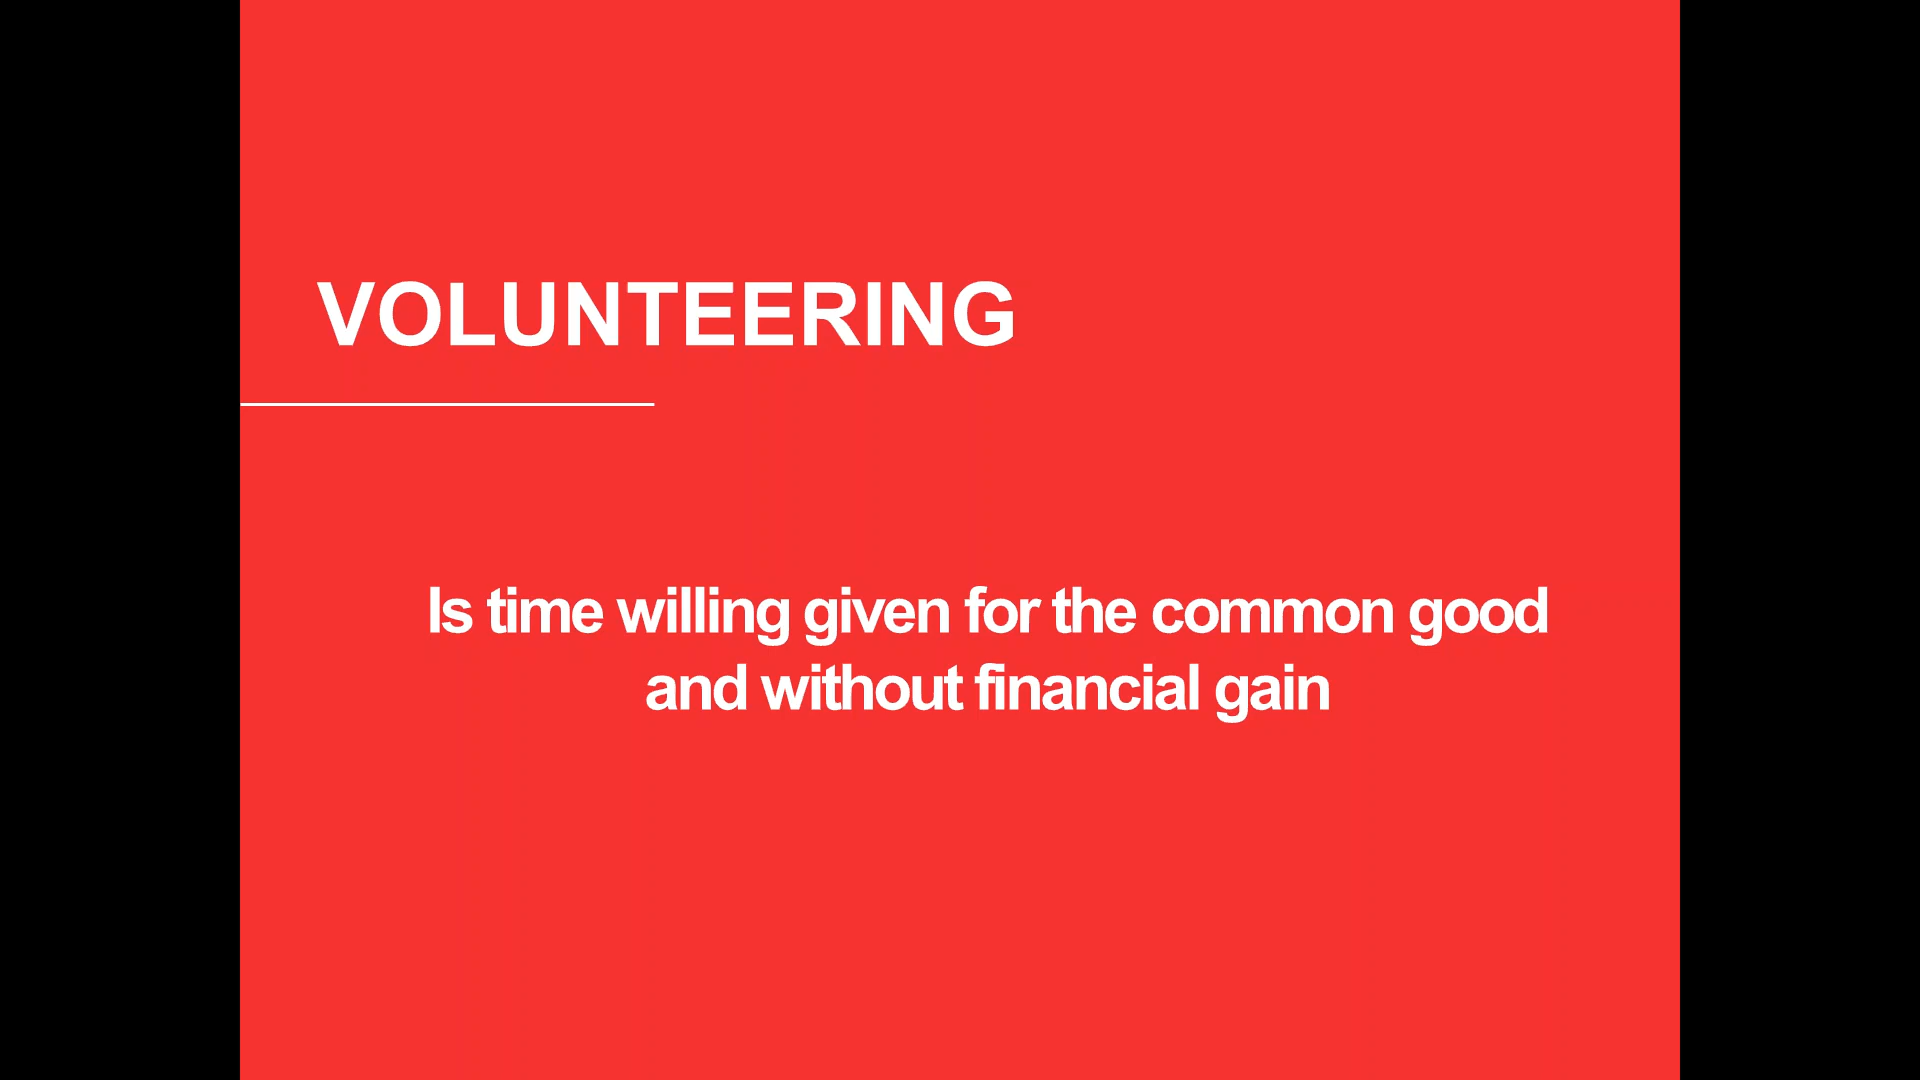 VOLUNTEERING
Is time willing given for the common good
and without financial gain